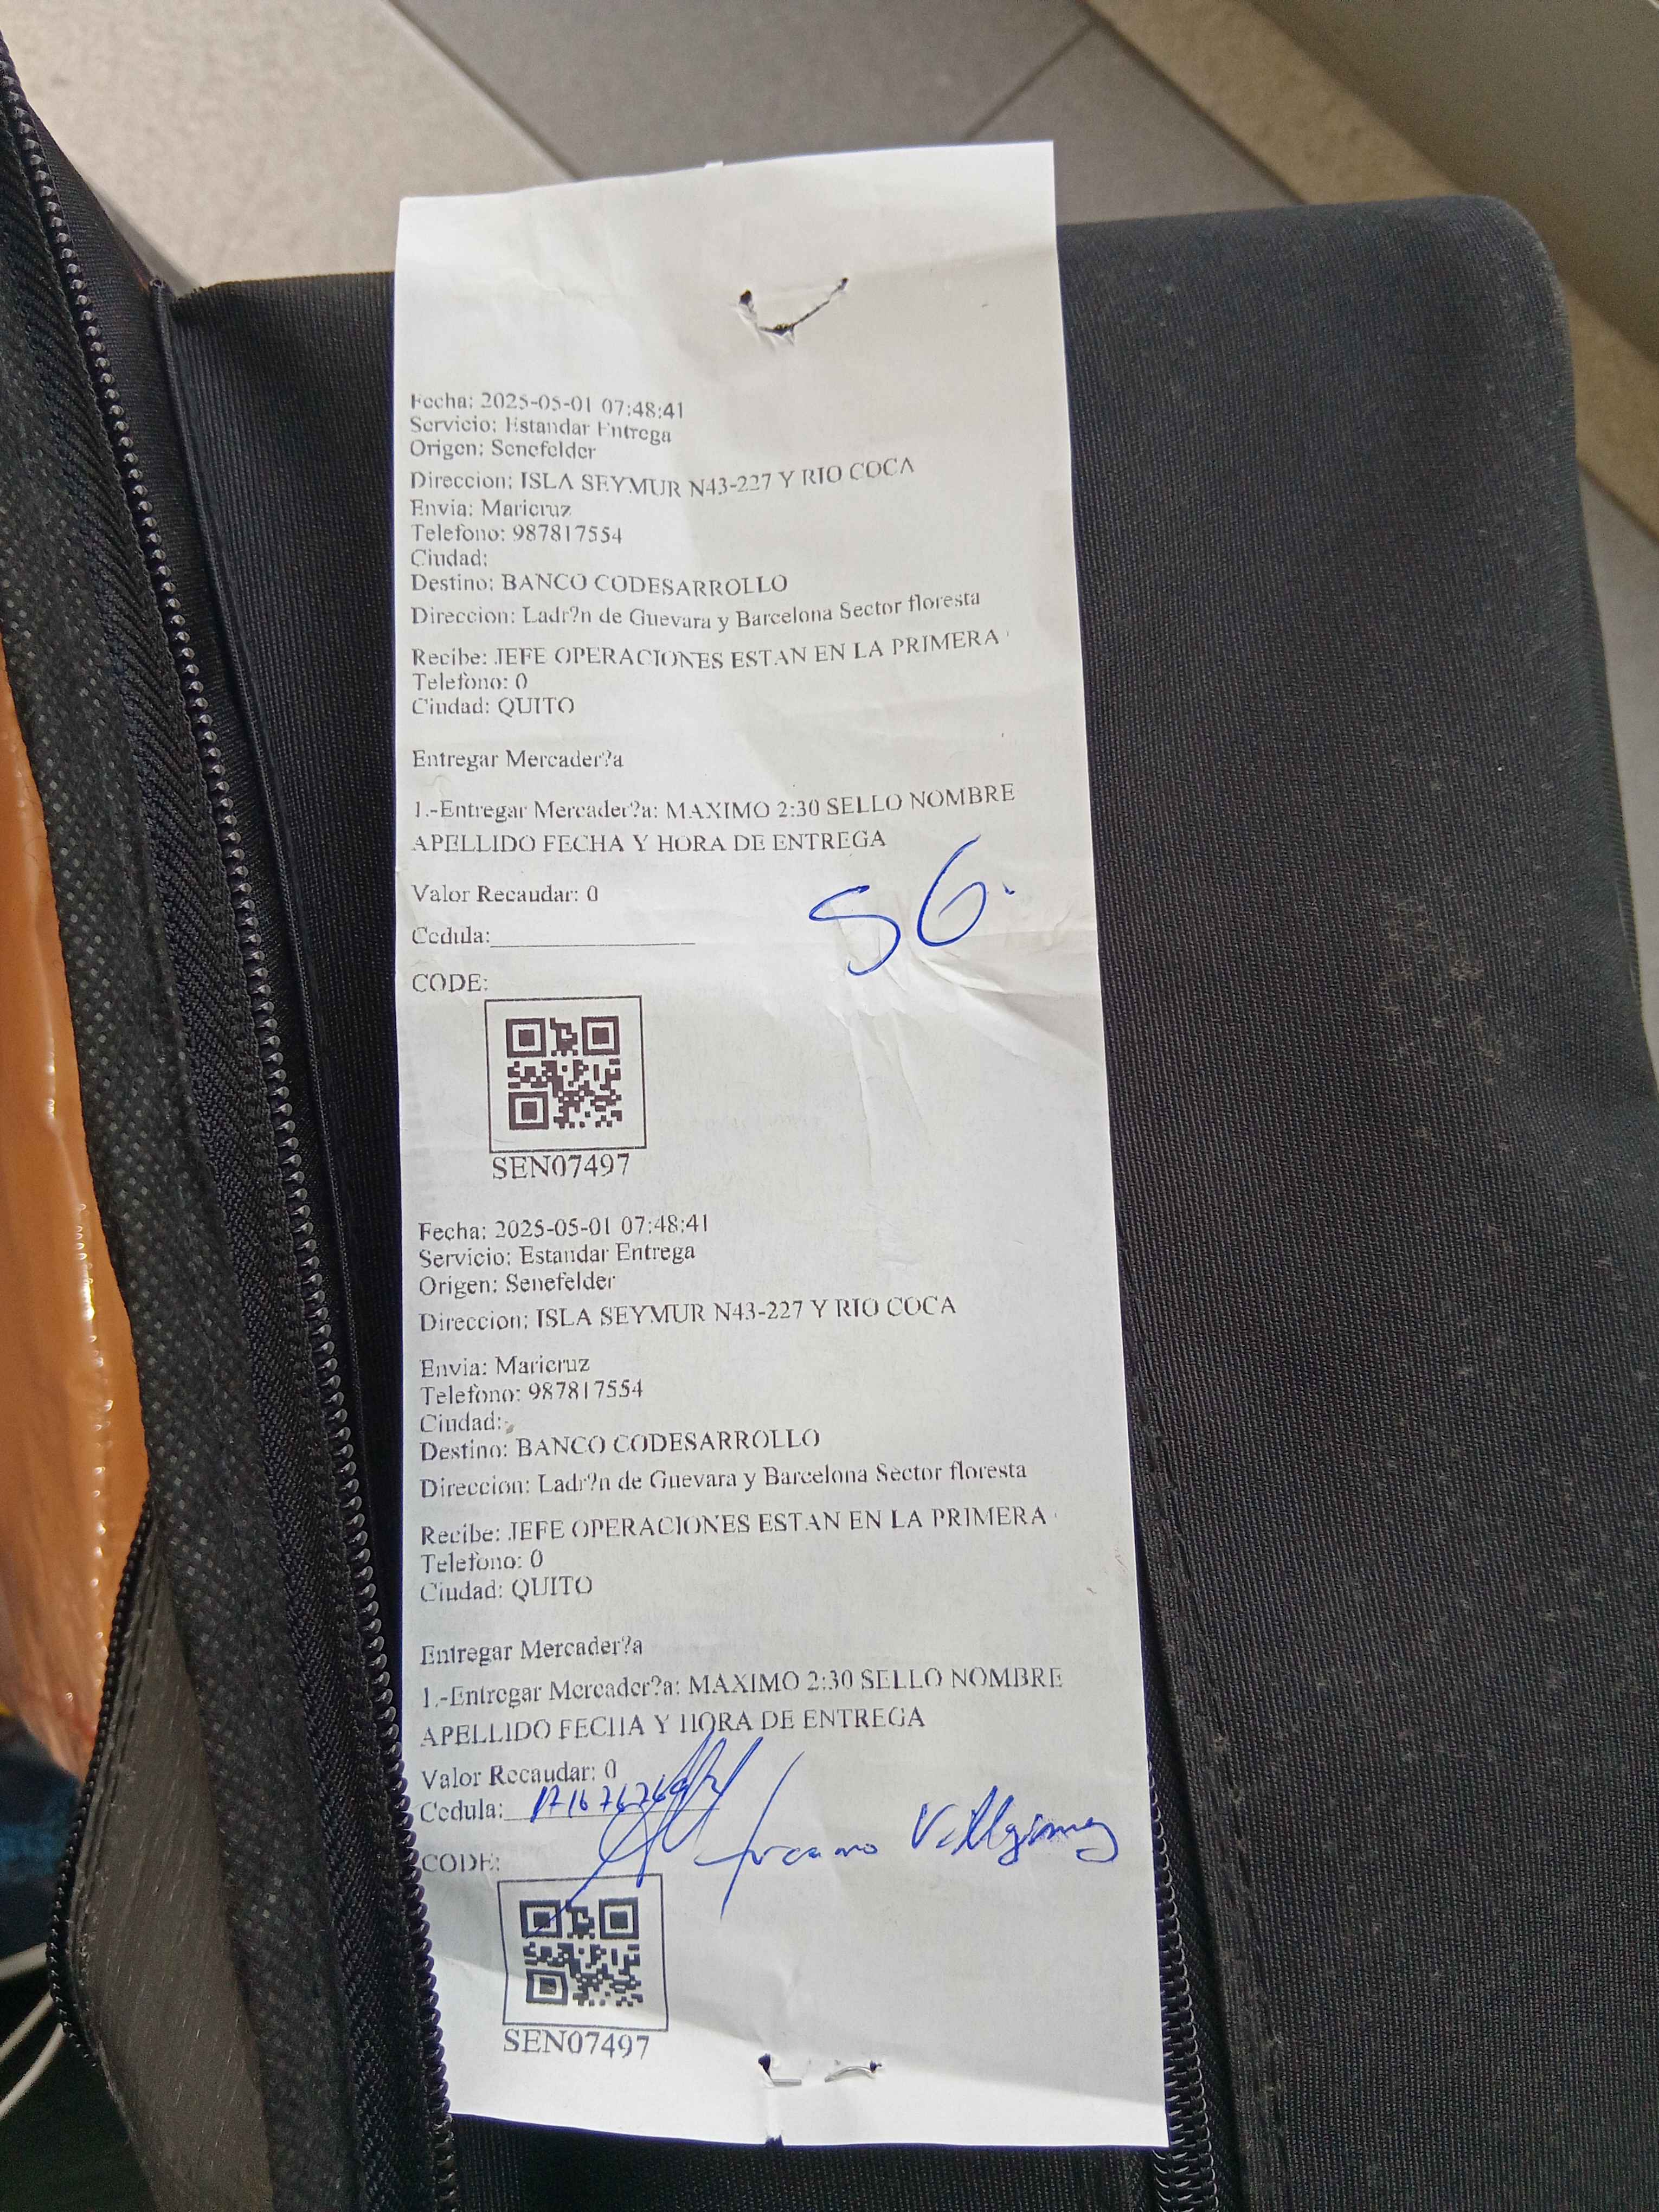 Fecha: 2025-05-01 07:48:41
Servicio: Estandar Entrega
Origen: Senefelder
Direccion: ISLA SEYMUR N43-227 Y RIO COCA
Envia: Maricruz
Telefono: 987817554
Ciudad:
Destino: BANCO CODESARROLLO
Direccion: Ladr?n de Guevara y Barcelona Sector floresta
Recibe: JEFE OPERACIONES ESTAN EN LA PRIMERA
Telefono: 0
Ciudad: QUITO
Entregar Mercader?a
1.-Entregar Mercader?a: MAXIMO 2:30 SELLO NOMBRE
APELLIDO FECHA Y HORA DE ENTREGA
Valor Recaudar: 0
56.
Cedula:
CODE:
SEN07497
Fecha: 2025-05-01 07:48:41
Servicio: Estandar Entrega
Origen: Senefelder
Direccion: ISLA SEYMUR N43-227 Y RIO COCA
Envia: Maricruz
Telefono: 987817554
Ciudad:
Destino: BANCO CODESARROLLO
Direccion: Ladr?n de Guevara y Barcelona Sector floresta
Recibe: JEFE OPERACIONES ESTAN EN LA PRIMERA
Telefono: 0
Ciudad: QUITO
Entregar Mercader?a
1.-Entregar Mercader?a: MAXIMO 2:30 SELLO NOMBRE
APELLIDO FECHA Y HORA DE ENTREGA
Valor Recaudar: 0
Cedula:
CODE:
SEN07497